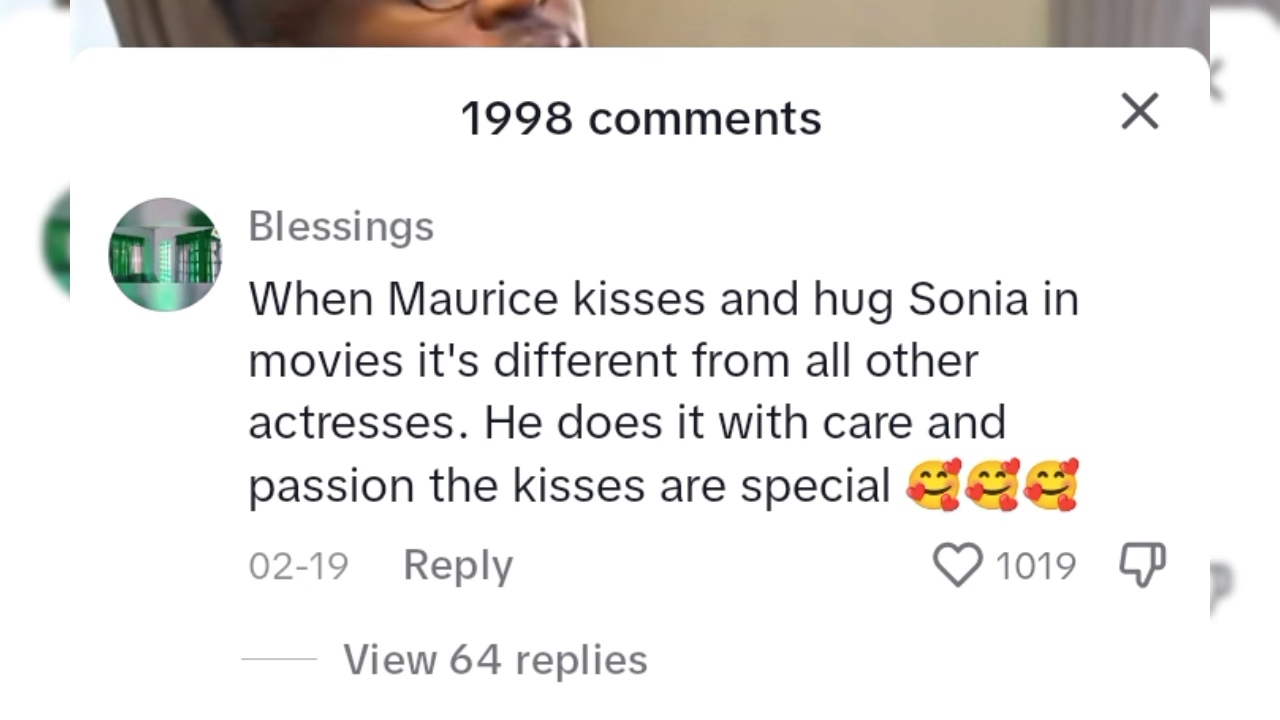 1998 comments
Blessings
When Maurice kisses and hug Sonia in
movies it's different from all other
actresses. He does it with care and
passion the kisses are special 🥰🥰🥰
02-19 Reply 1019
View 64 replies